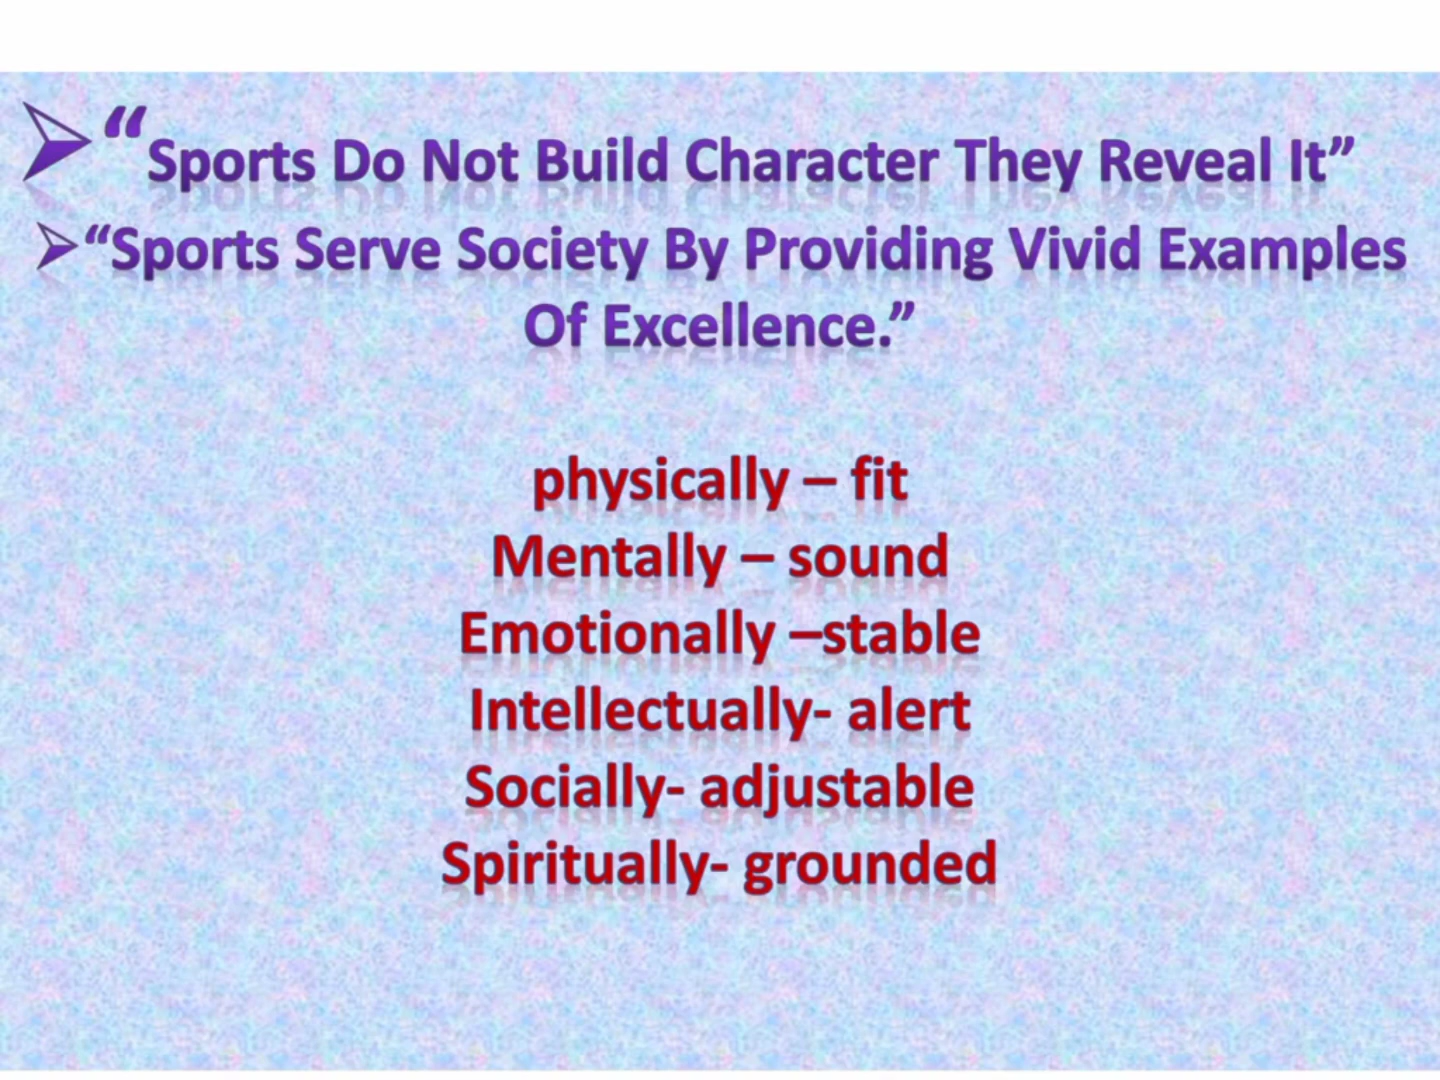 ➢“Sports Do Not Build Character They Reveal It”
➢“Sports Serve Society By Providing Vivid Examples
Of Excellence.”
physically – fit
Mentally – sound
Emotionally –stable
Intellectually- alert
Socially- adjustable
Spiritually- grounded